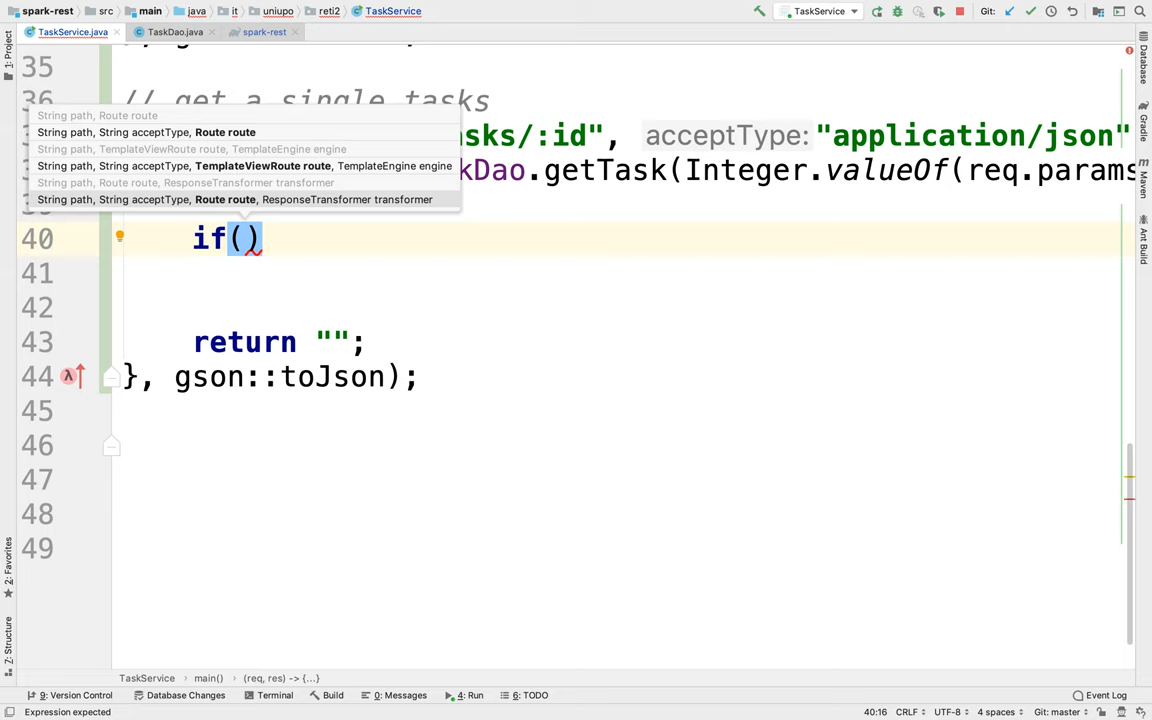 spark-rest src main java it uniupo reti2 TaskService TaskService Git:
TaskService.java TaskDao.java spark-rest
35
36 // get a single tasks
String path, Route route
String path, String acceptType, Route route
asks/:id", acceptType: "application/json"
String path, TemplateViewRoute route, TemplateEngine engine
String path, String acceptType, TemplateViewRoute route, TemplateEngine engine
kDao.getTask(Integer.valueOf(req.params
String path, Route route, ResponseTransformer transformer
String path, String acceptType, Route route, ResponseTransformer transformer
40 if()
41
42
43 return "";
44 }, gson::toJson);
45
46
47
48
49
1: Project
2: Favorites
Z: Structure
Database
Gradle
Maven
Ant Build
TaskService main() (req, res) -> {...}
9: Version Control Database Changes Terminal Build 0: Messages 4: Run 6: TODO Event Log
Expression expected 40:16 CRLF UTF-8 4 spaces Git: master